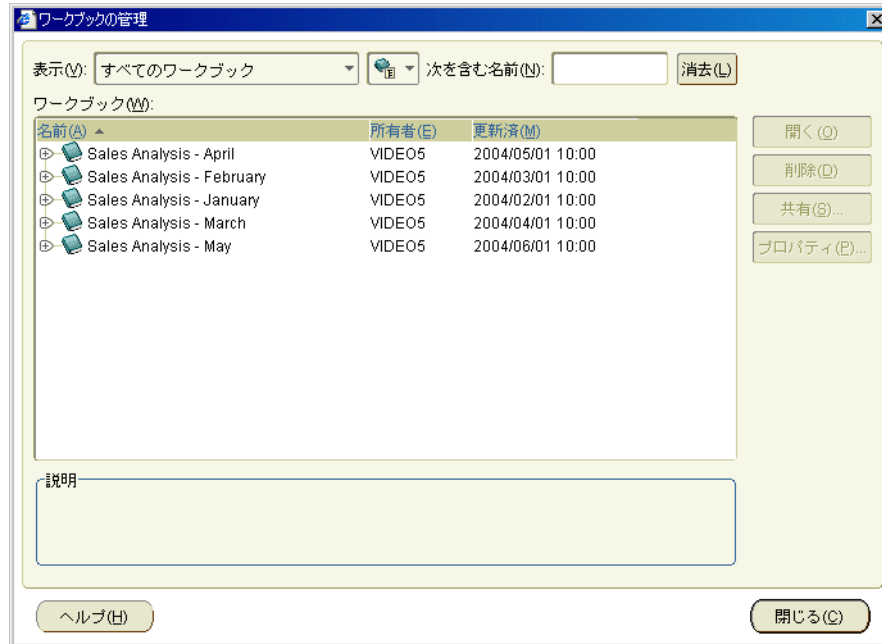 ワークブックの管理
表示(V): すべてのワークブック 次を含む名前(N): 消去(L)
ワークブック(W):
名前(A) 所有者(E) 更新済(M)
Sales Analysis - April VIDEO5 2004/05/01 10:00
Sales Analysis - February VIDEO5 2004/03/01 10:00
Sales Analysis - January VIDEO5 2004/02/01 10:00
Sales Analysis - March VIDEO5 2004/04/01 10:00
Sales Analysis - May VIDEO5 2004/06/01 10:00
開く(O)
削除(D)
共有(S)...
プロパティ(P)...
説明
ヘルプ(H) 閉じる(C)